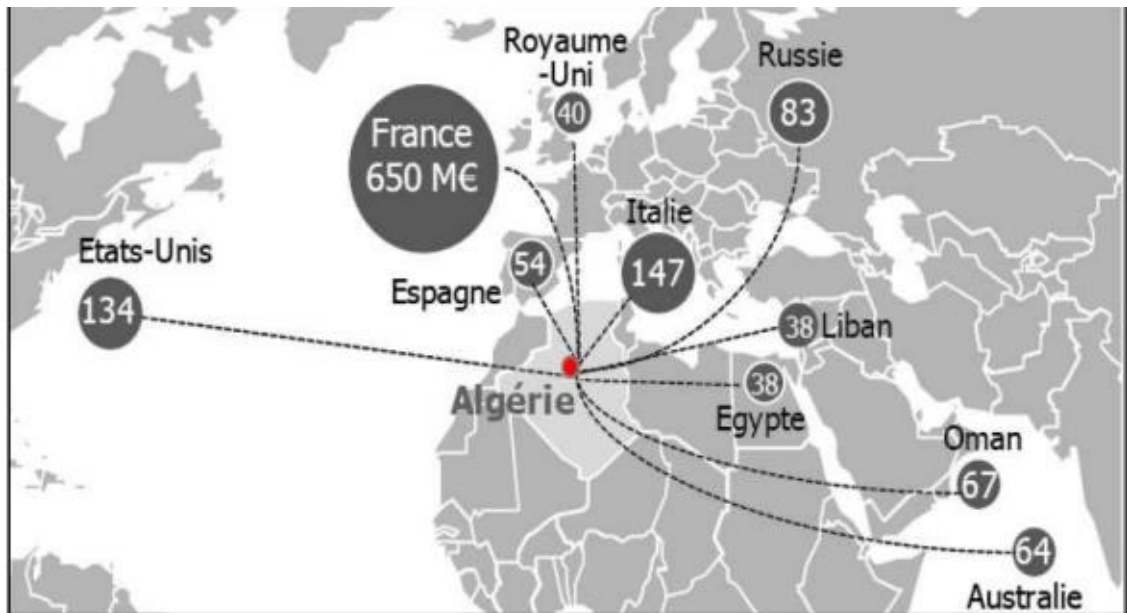 Royaume
-Uni
40
Russie
83
France
650 M€
Italie
147
Etats-Unis
134
54
Espagne
38 Liban
Algérie
38
Egypte
Oman
67
64
Australie